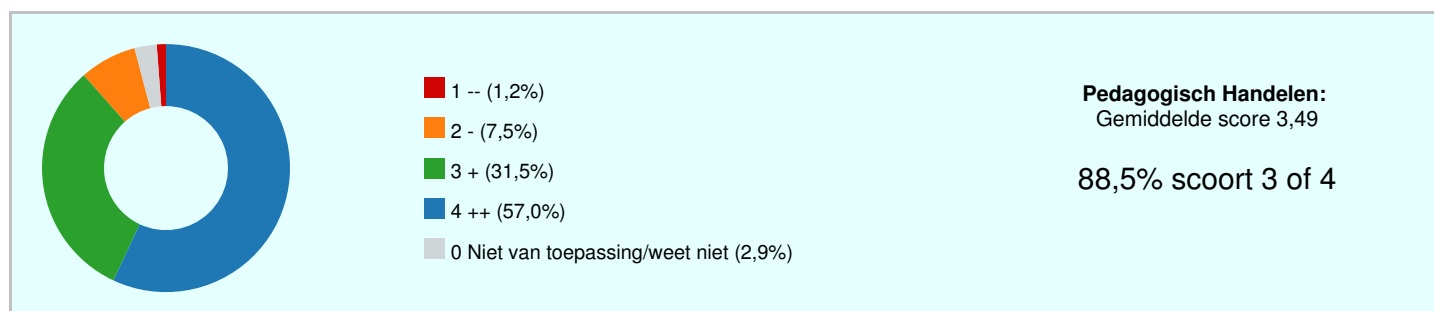 1 -- (1,2%)
2 - (7,5%)
3 + (31,5%)
4 ++ (57,0%)
0 Niet van toepassing/weet niet (2,9%)
Pedagogisch Handelen:
Gemiddelde score 3,49
88,5% scoort 3 of 4